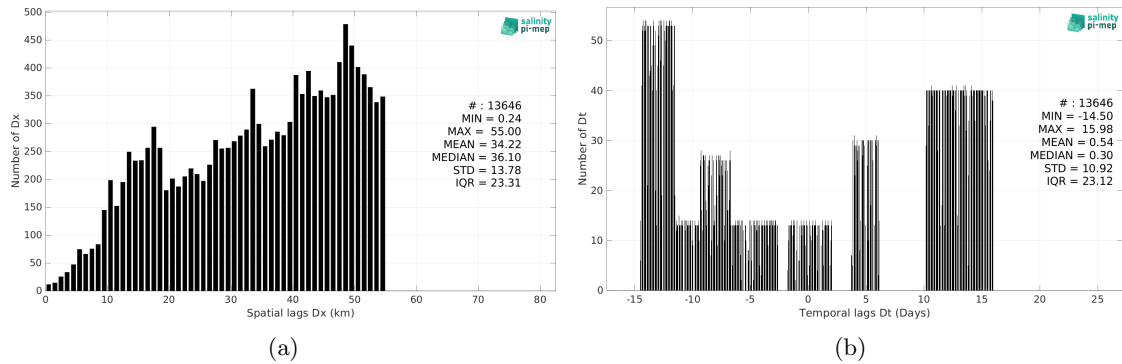 500
450
400
350
300
250
200
150
100
50
0
Number of Dx
0 10 20 30 40 50 60 70 80
Spatial lags Dx (km)
salinity
pi-mep
# : 13646
MIN = 0.24
MAX = 55.00
MEAN = 34.22
MEDIAN = 36.10
STD = 13.78
IQR = 23.31
(a)
50
40
30
20
10
0
Number of Dt
-15 -10 -5 0 5 10 15 20 25
Temporal lags Dt (Days)
salinity
pi-mep
# : 13646
MIN = -14.50
MAX = 15.98
MEAN = 0.54
MEDIAN = 0.30
STD = 10.92
IQR = 23.12
(b)